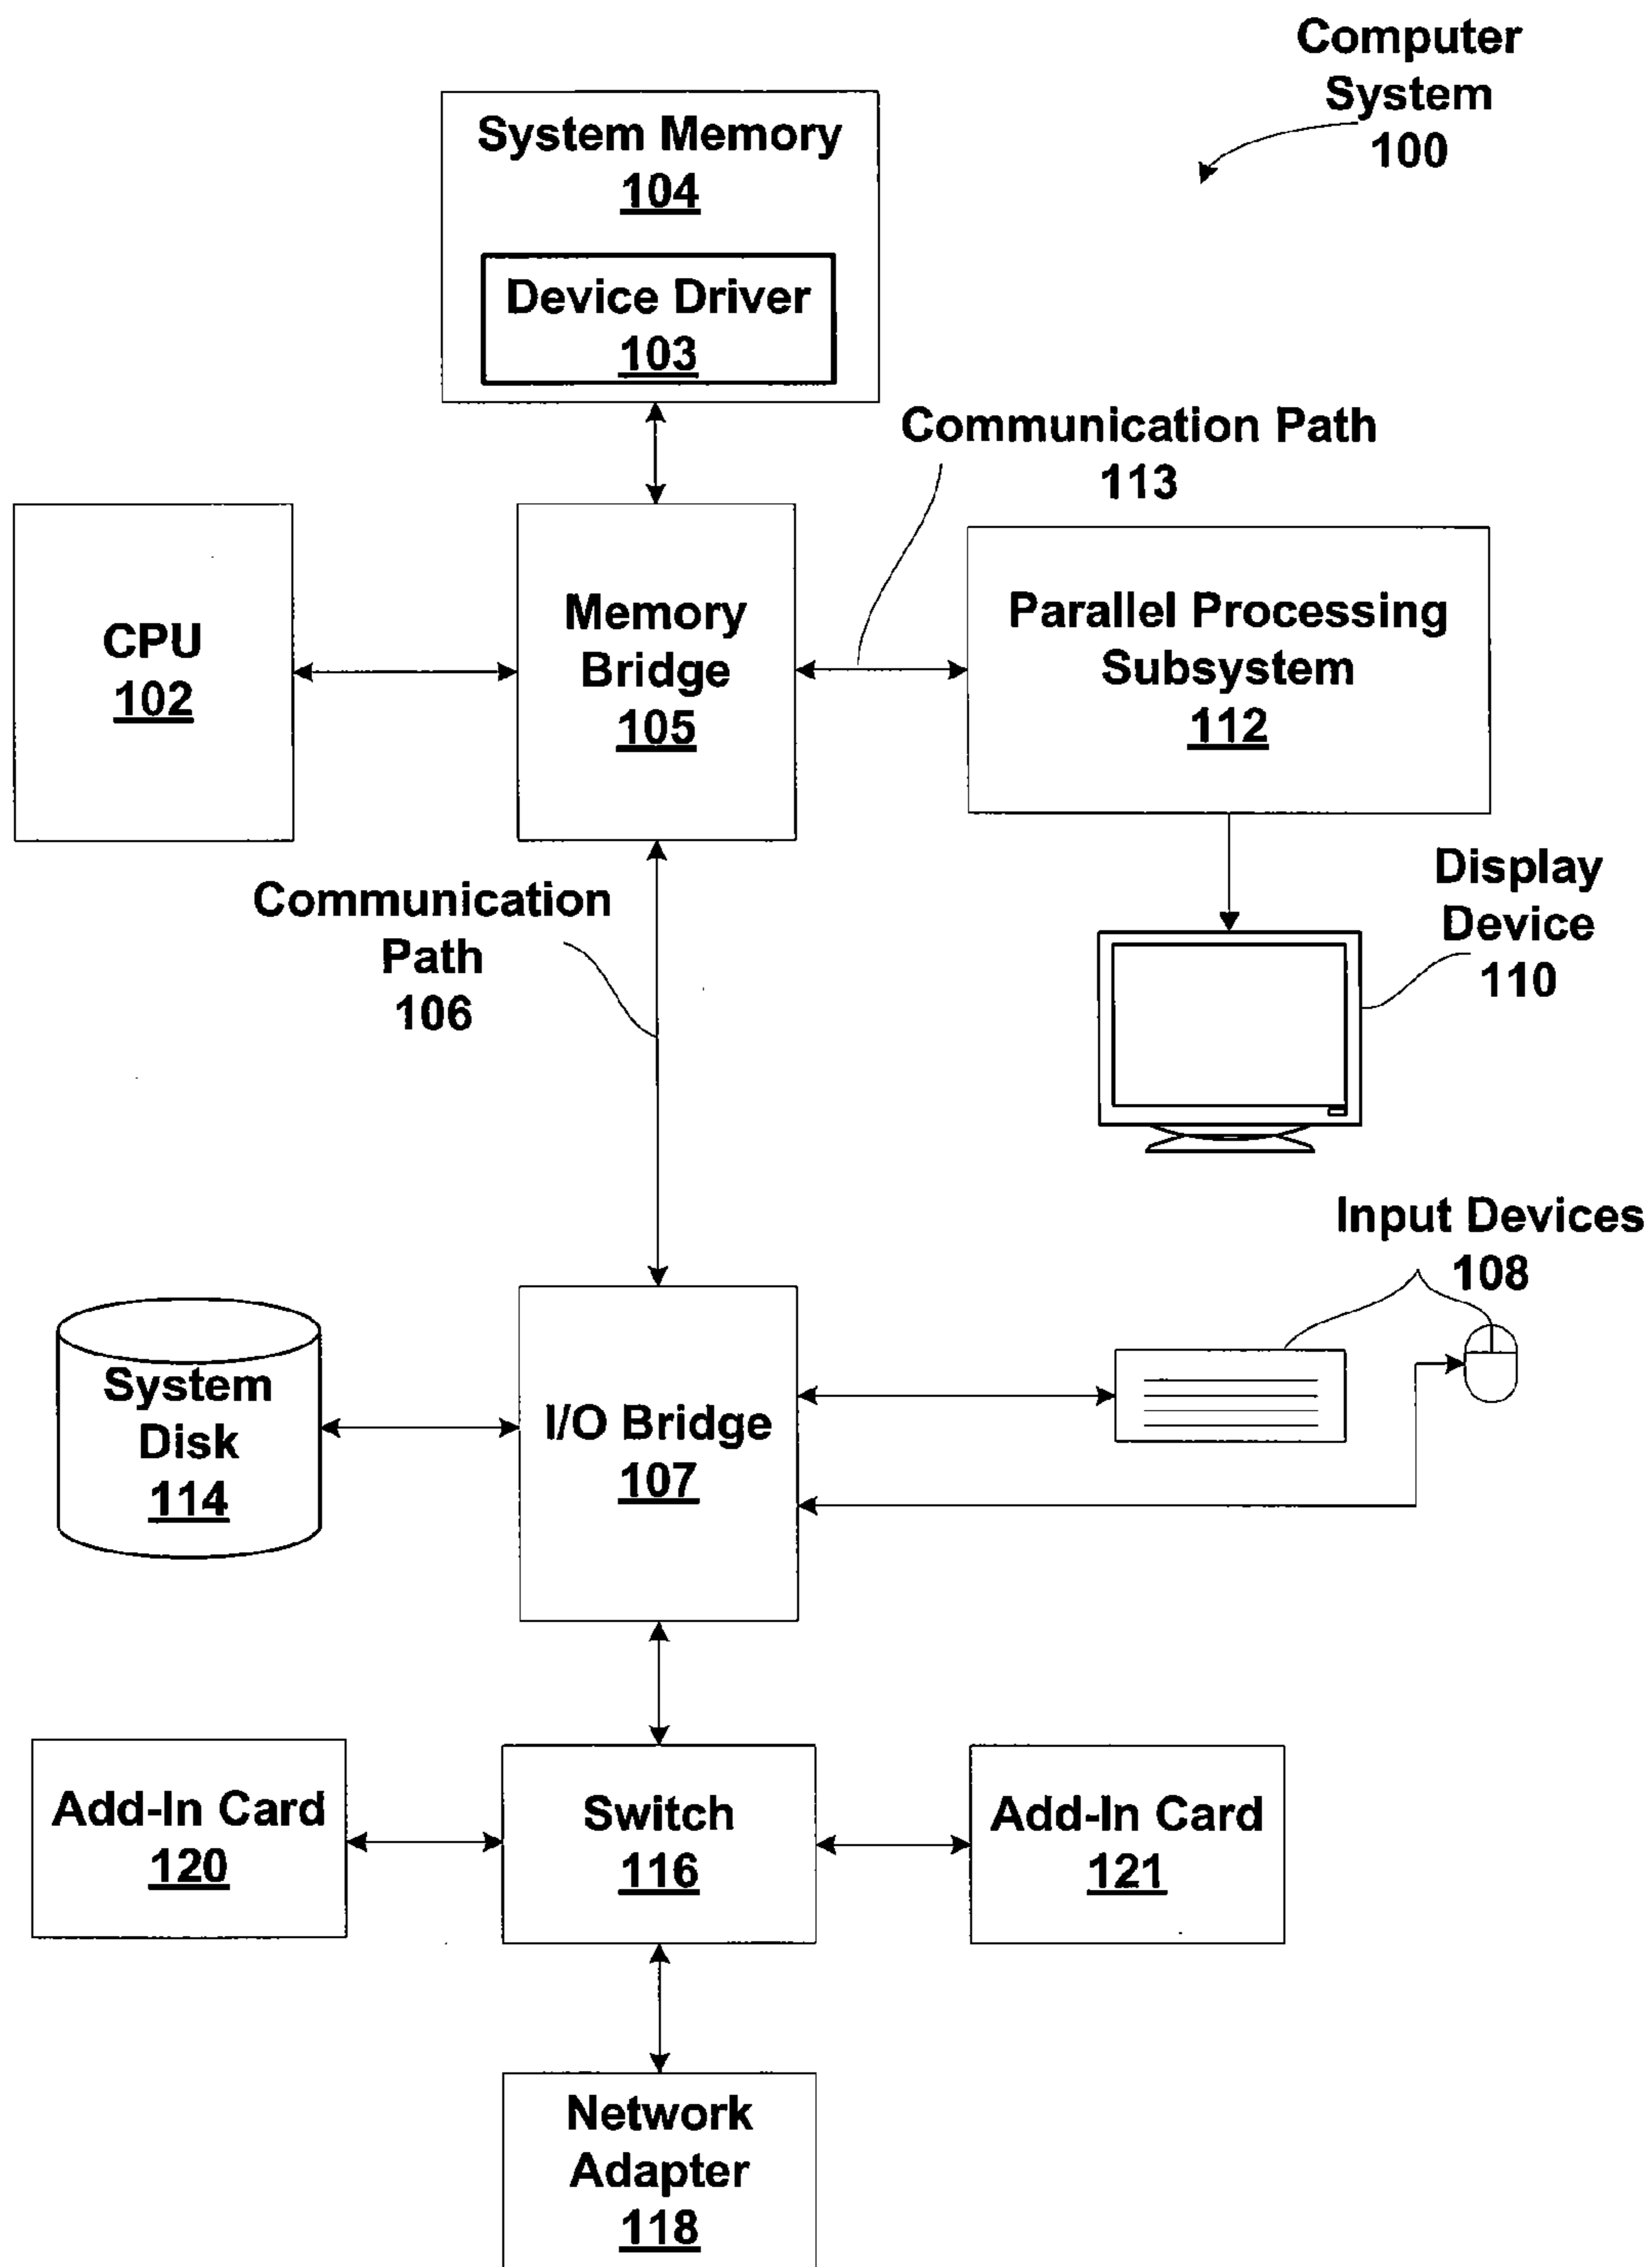 Computer
System
100
System Memory
104
Device Driver
103
Communication Path
113
CPU
102
Memory
Bridge
105
Parallel Processing
Subsystem
112
Communication
Path
106
Display
Device
110
Input Devices
108
System
Disk
114
I/O Bridge
107
Add-In Card
120
Switch
116
Add-In Card
121
Network
Adapter
118